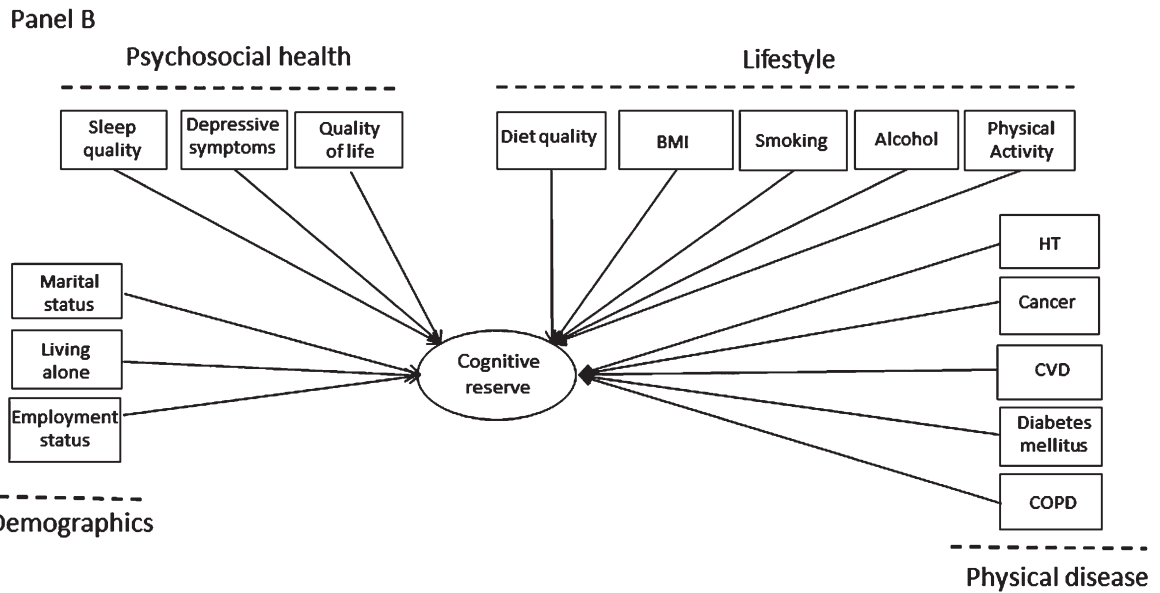 Panel B
Psychosocial health
Lifestyle
Sleep
quality
Depressive
symptoms
Quality
of life
Diet quality
BMI
Smoking
Alcohol
Physical
Activity
HT
Cancer
CVD
Diabetes
mellitus
COPD
Marital
status
Living
alone
Employment
status
Cognitive
reserve
Demographics
Physical disease